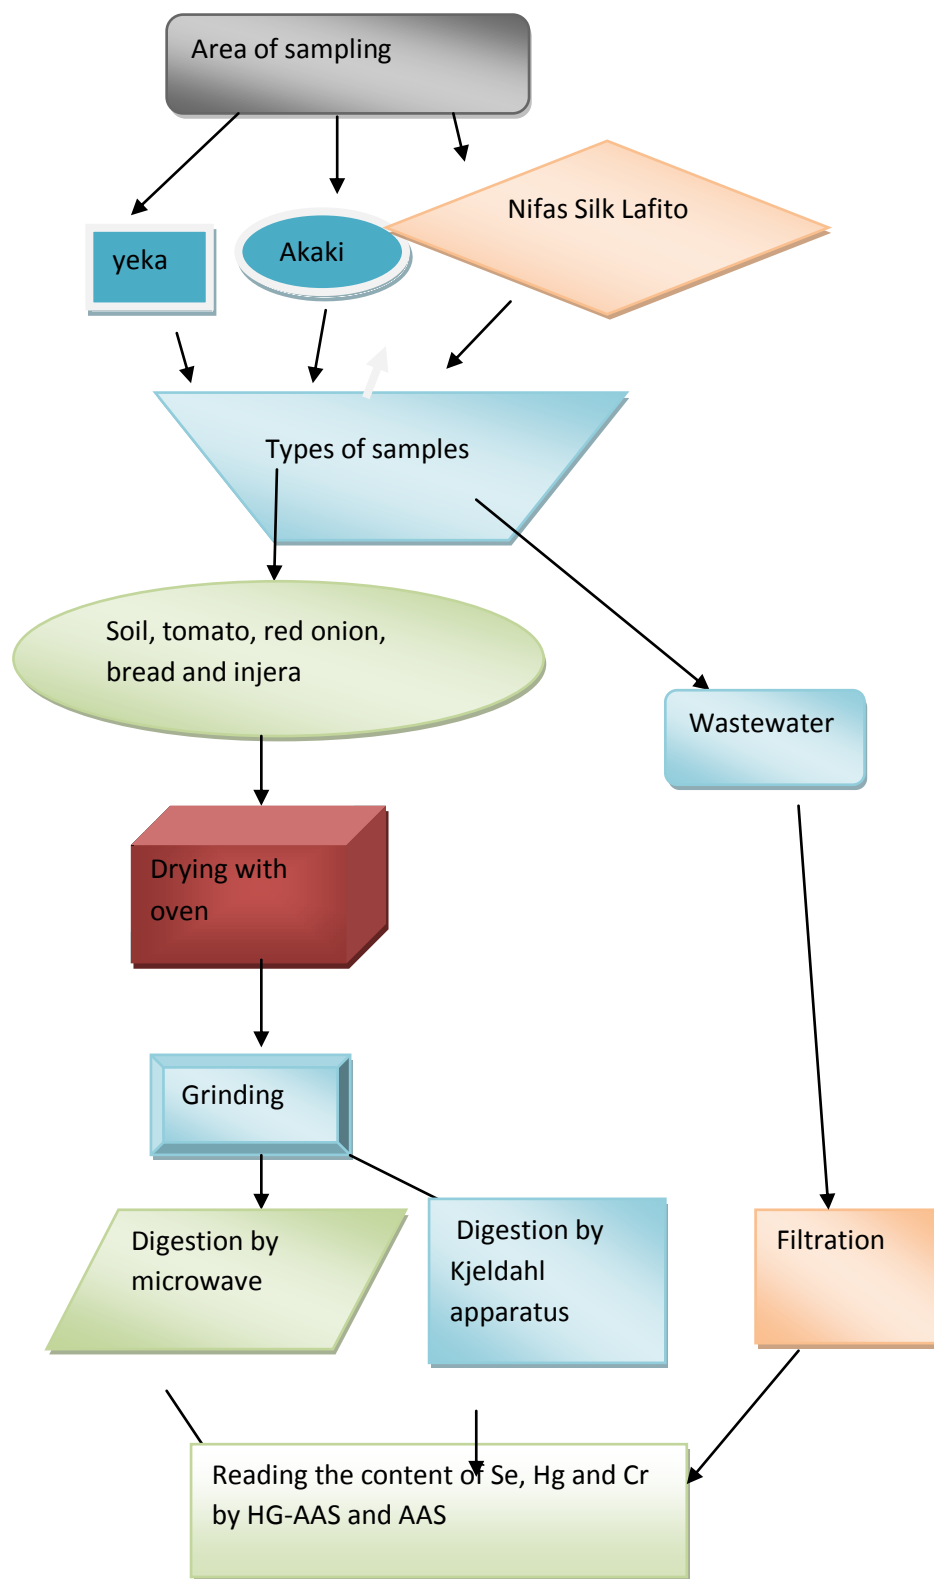 Area of sampling
yeka
Akaki
Nifas Silk Lafito
Types of samples
Soil, tomato, red onion,
bread and injera
Wastewater
Drying with
oven
Grinding
Digestion by
microwave
Digestion by
Kjeldahl
apparatus
Filtration
Reading the content of Se, Hg and Cr
by HG-AAS and AAS